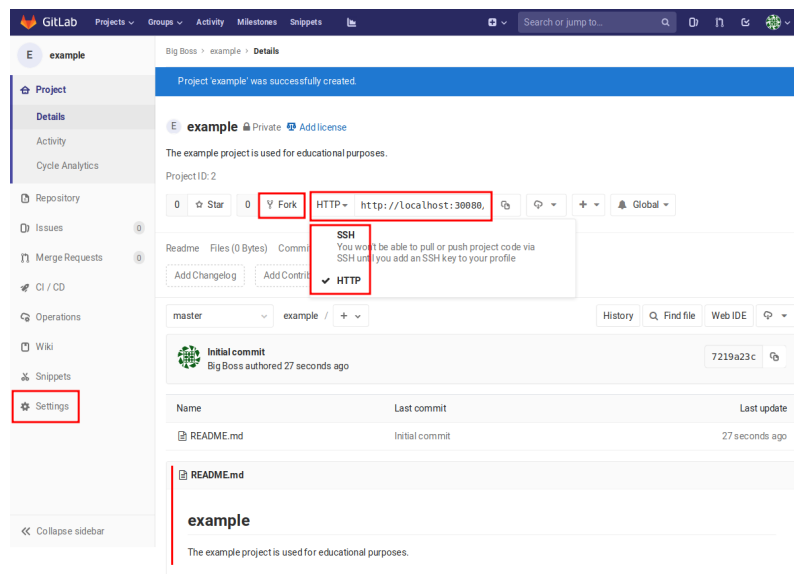 GitLab Projects Groups Activity Milestones Snippets Search or jump to...
E example
Big Boss > example > Details
Project 'example' was successfully created.
Project
Details
Activity
Cycle Analytics
Repository
Issues 0
Merge Requests 0
CI / CD
Operations
Wiki
Snippets
Settings
Collapse sidebar
E example Private Add license
The example project is used for educational purposes.
Project ID: 2
0 Star 0 Fork HTTP http://localhost:30080/ Global
SSH
You won't be able to pull or push project code via
SSH until you add an SSH key to your profile
HTTP
Readme Files (0 Bytes)
Add Changelog
master example / + History Find file Web IDE
Initial commit
Big Boss authored 27 seconds ago
7219a23c
Name Last commit Last update
README.md Initial commit 27 seconds ago
README.md
example
The example project is used for educational purposes.